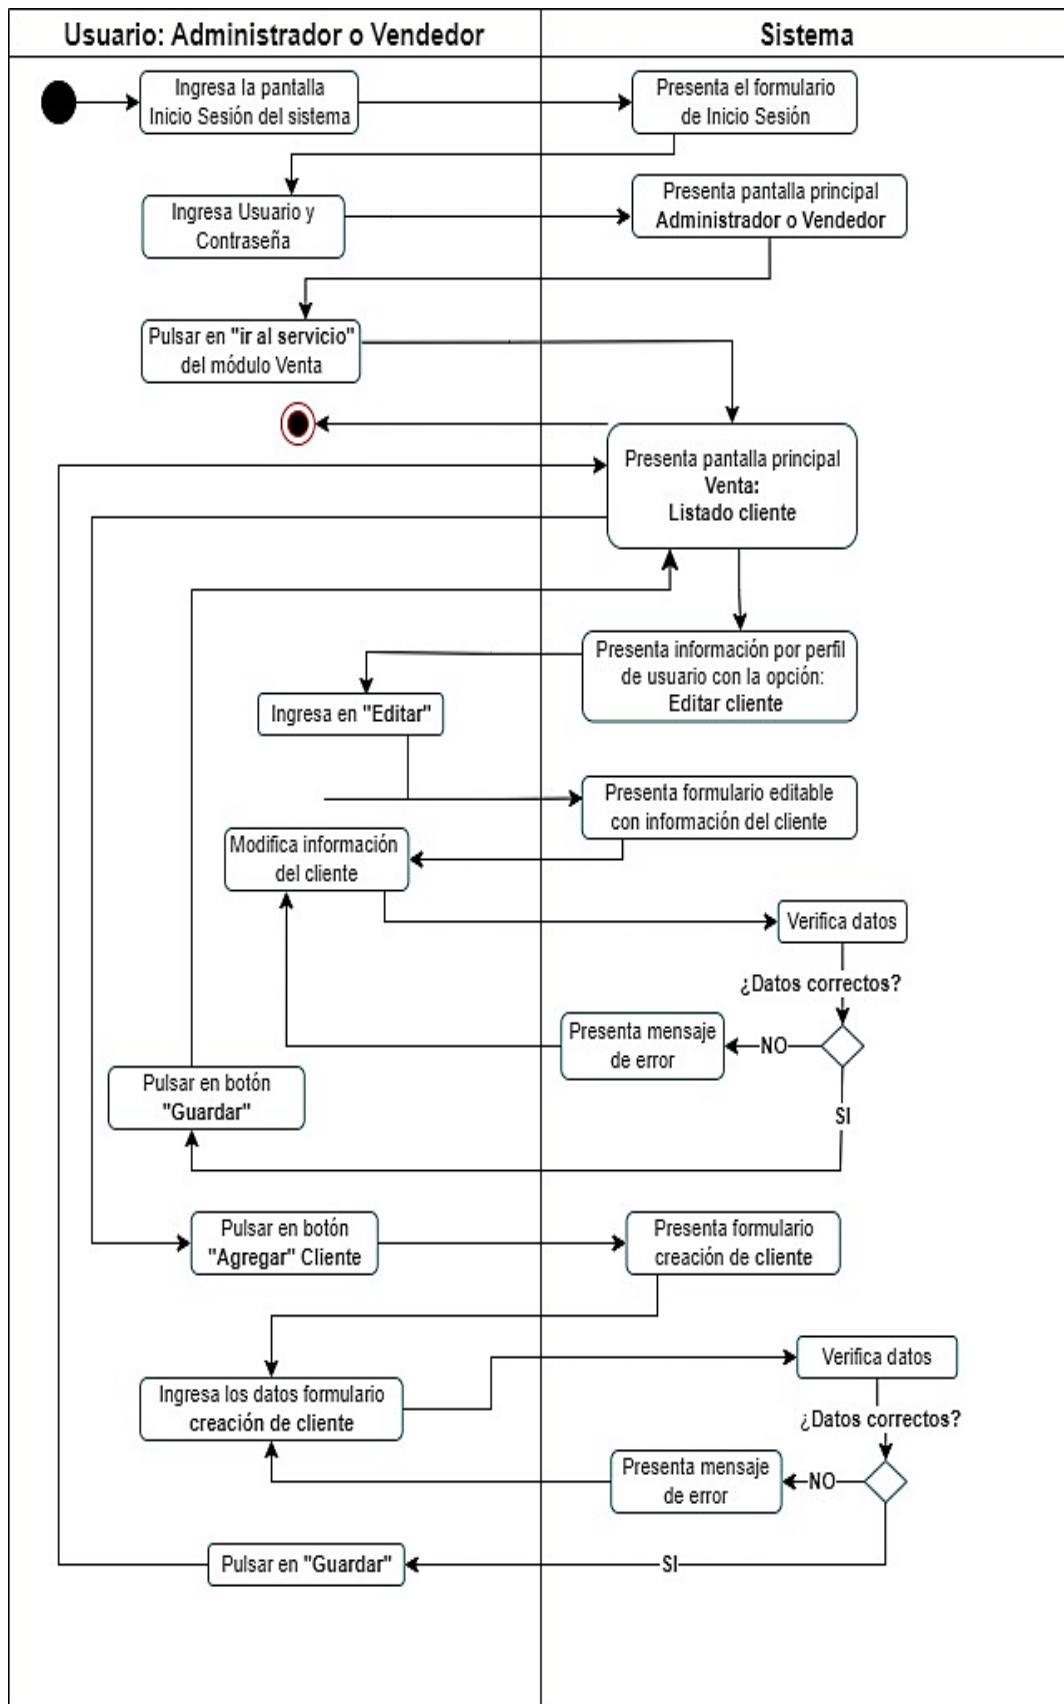 Usuario: Administrador o Vendedor
Sistema
Ingresa la pantalla
Inicio Sesión del sistema
Presenta el formulario
de Inicio Sesión
Ingresa Usuario y
Contraseña
Presenta pantalla principal
Administrador o Vendedor
Pulsar en "ir al servicio"
del módulo Venta
Presenta pantalla principal
Venta:
Listado cliente
Presenta información por perfil
de usuario con la opción:
Editar cliente
Ingresa en "Editar"
Presenta formulario editable
con información del cliente
Modifica información
del cliente
Verifica datos
¿Datos correctos?
Presenta mensaje
de error
NO
Pulsar en botón
"Guardar"
SI
Pulsar en botón
"Agregar" Cliente
Presenta formulario
creación de cliente
Verifica datos
Ingresa los datos formulario
creación de cliente
¿Datos correctos?
Presenta mensaje
de error
NO
Pulsar en "Guardar"
SI